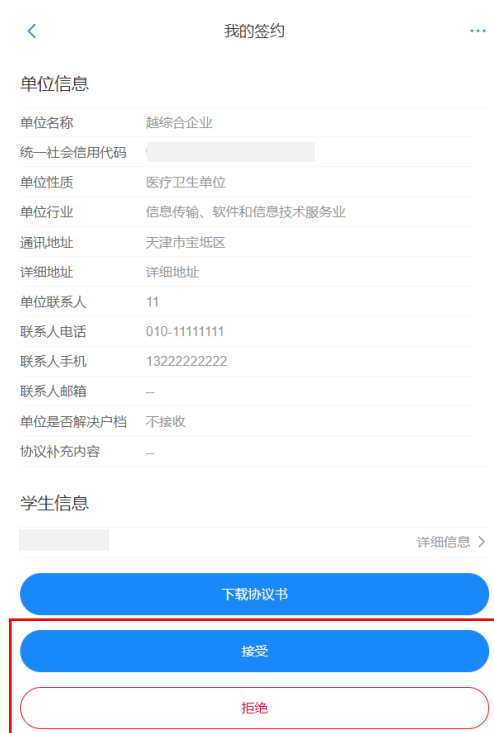 我的签约
单位信息
单位名称 越综合企业
统一社会信用代码
单位性质 医疗卫生单位
单位行业 信息传输、软件和信息技术服务业
通讯地址 天津市宝坻区
详细地址 详细地址
单位联系人 11
联系人电话 010-11111111
联系人手机 13222222222
联系人邮箱 --
单位是否解决户档 不接收
协议补充内容 --
学生信息
详细信息
下载协议书
接受
拒绝